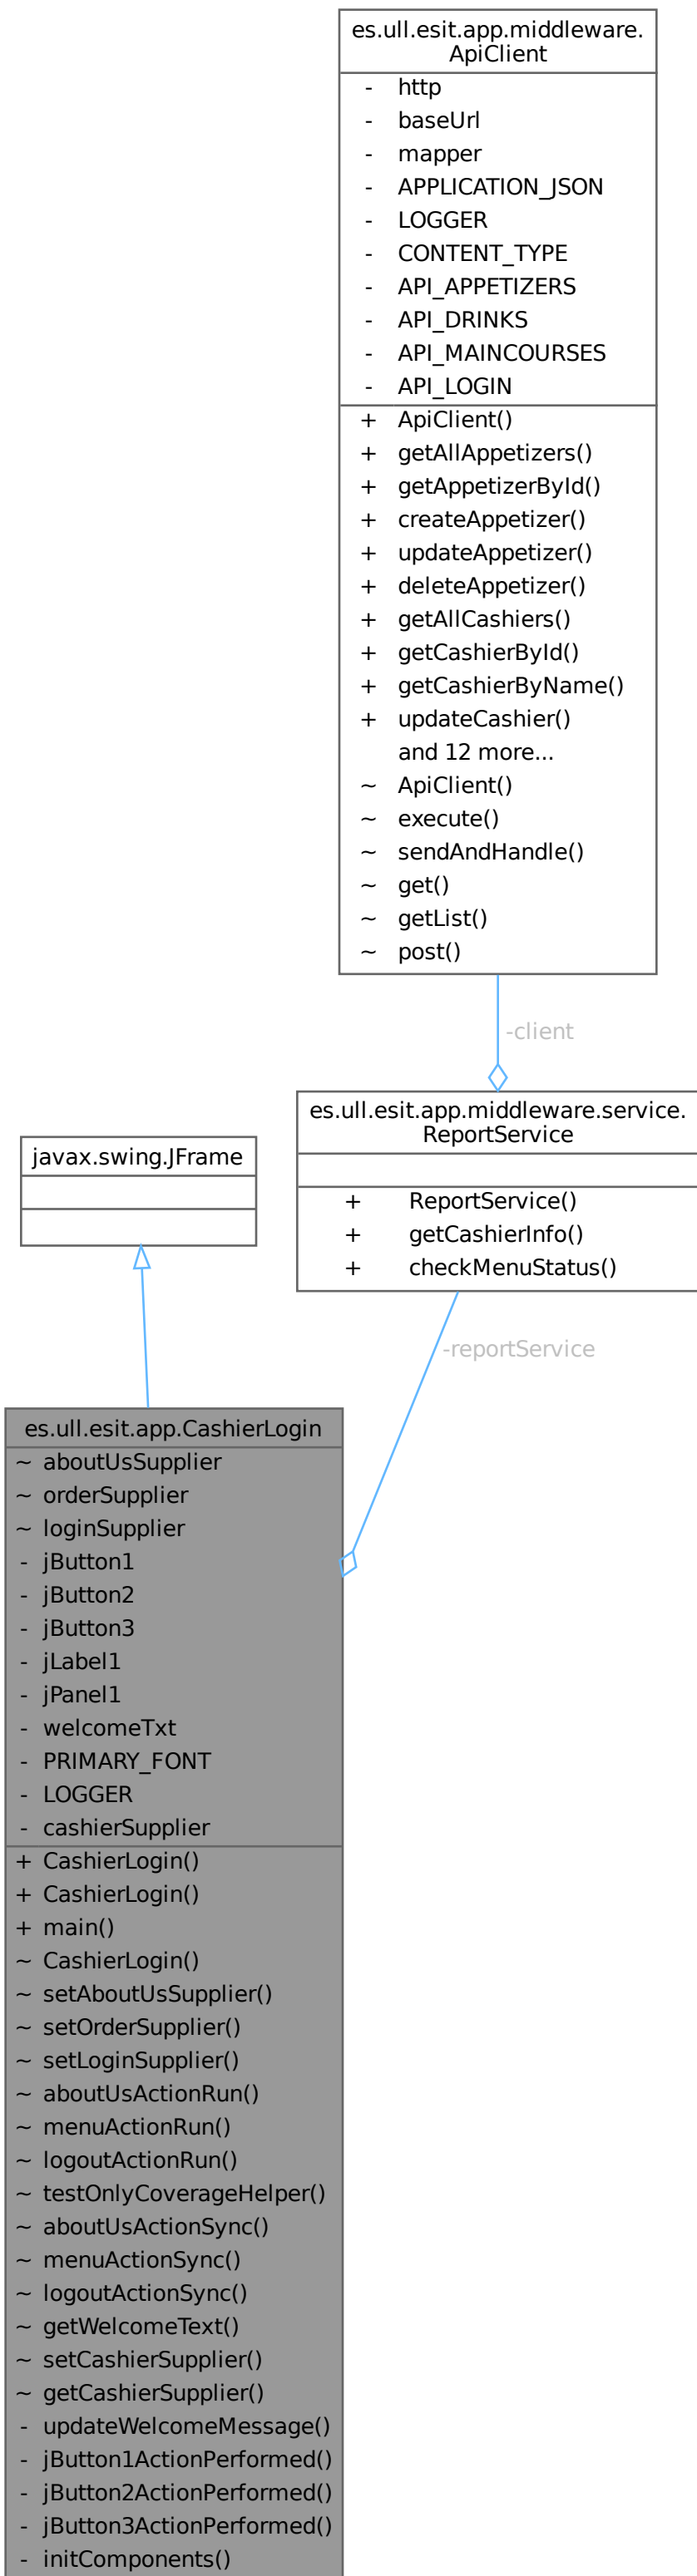 es.ull.esit.app.middleware.
ApiClient
- http
- baseUrl
- mapper
- APPLICATION_JSON
- LOGGER
- CONTENT_TYPE
- API_APPETIZERS
- API_DRINKS
- API_MAINCOURSES
- API_LOGIN
+ ApiClient()
+ getAllAppetizers()
+ getAppetizerById()
+ createAppetizer()
+ updateAppetizer()
+ deleteAppetizer()
+ getAllCashiers()
+ getCashierById()
+ getCashierByName()
+ updateCashier()
and 12 more...
~ ApiClient()
~ execute()
~ sendAndHandle()
~ get()
~ getList()
~ post()
-client
es.ull.esit.app.middleware.service.
ReportService
+ ReportService()
+ getCashierInfo()
+ checkMenuStatus()
javax.swing.JFrame
-reportService
es.ull.esit.app.CashierLogin
~ aboutUsSupplier
~ orderSupplier
~ loginSupplier
- jButton1
- jButton2
- jButton3
- jLabel1
- jPanel1
- welcomeTxt
- PRIMARY_FONT
- LOGGER
- cashierSupplier
+ CashierLogin()
+ CashierLogin()
+ main()
~ CashierLogin()
~ setAboutUsSupplier()
~ setOrderSupplier()
~ setLoginSupplier()
~ aboutUsActionRun()
~ menuActionRun()
~ logoutActionRun()
~ testOnlyCoverageHelper()
~ aboutUsActionSync()
~ menuActionSync()
~ logoutActionSync()
~ getWelcomeText()
~ setCashierSupplier()
~ getCashierSupplier()
- updateWelcomeMessage()
- jButton1ActionPerformed()
- jButton2ActionPerformed()
- jButton3ActionPerformed()
- initComponents()